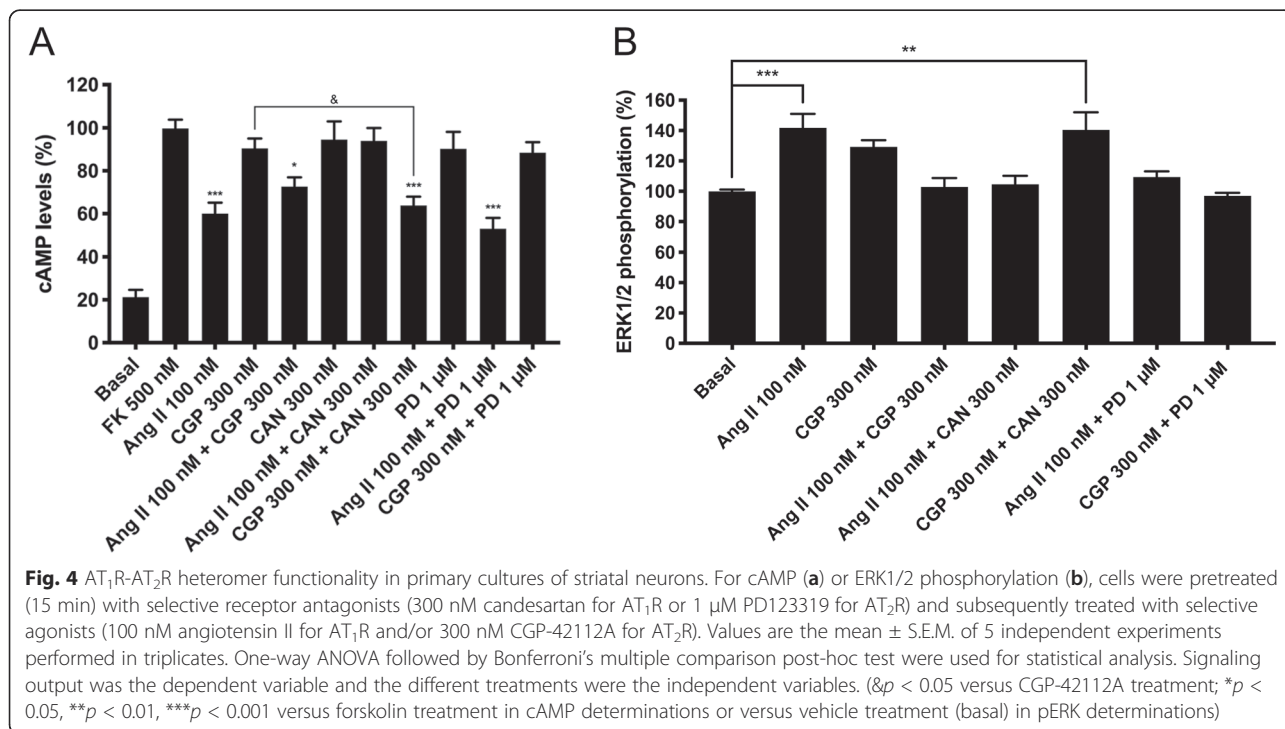 A
B
cAMP levels (%)
120
100
80
60
40
20
0
&
***
*
***
***
Basal
FK 500 nM
Ang II 100 nM
CGP 300 nM
Ang II 100 nM + CGP 300 nM
CAN 300 nM
Ang II 100 nM + CAN 300 nM
CGP 300 nM + CAN 300 nM
PD 1 µM
Ang II 100 nM + PD 1 µM
CGP 300 nM + PD 1 µM
ERK1/2 phosphorylation (%)
160
140
120
100
80
60
40
20
0
**
***
Basal
Ang II 100 nM
CGP 300 nM
Ang II 100 nM + CGP 300 nM
Ang II 100 nM + CAN 300 nM
CGP 300 nM + CAN 300 nM
Ang II 100 nM + PD 1 µM
CGP 300 nM + PD 1 µM
Fig. 4 AT₁R-AT₂R heteromer functionality in primary cultures of striatal neurons. For cAMP (a) or ERK1/2 phosphorylation (b), cells were pretreated
(15 min) with selective receptor antagonists (300 nM candesartan for AT₁R or 1 μM PD123319 for AT₂R) and subsequently treated with selective
agonists (100 nM angiotensin II for AT₁R and/or 300 nM CGP-42112A for AT₂R). Values are the mean ± S.E.M. of 5 independent experiments
performed in triplicates. One-way ANOVA followed by Bonferroni's multiple comparison post-hoc test were used for statistical analysis. Signaling
output was the dependent variable and the different treatments were the independent variables. (&p < 0.05 versus CGP-42112A treatment; *p <
0.05, **p < 0.01, ***p < 0.001 versus forskolin treatment in cAMP determinations or versus vehicle treatment (basal) in pERK determinations)